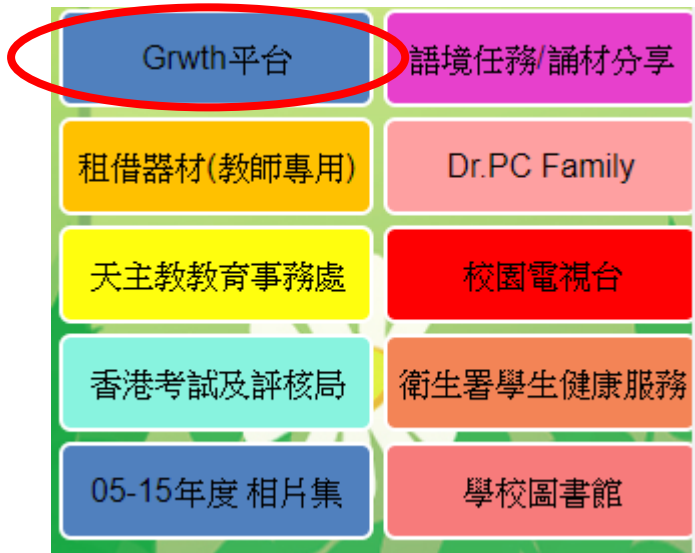 Grwth平台
語境任務/誦材分享
租借器材(教師專用)
Dr.PC Family
天主教教育事務處
校園電視台
香港考試及評核局
衛生署學生健康服務
05-15年度 相片集
學校圖書館